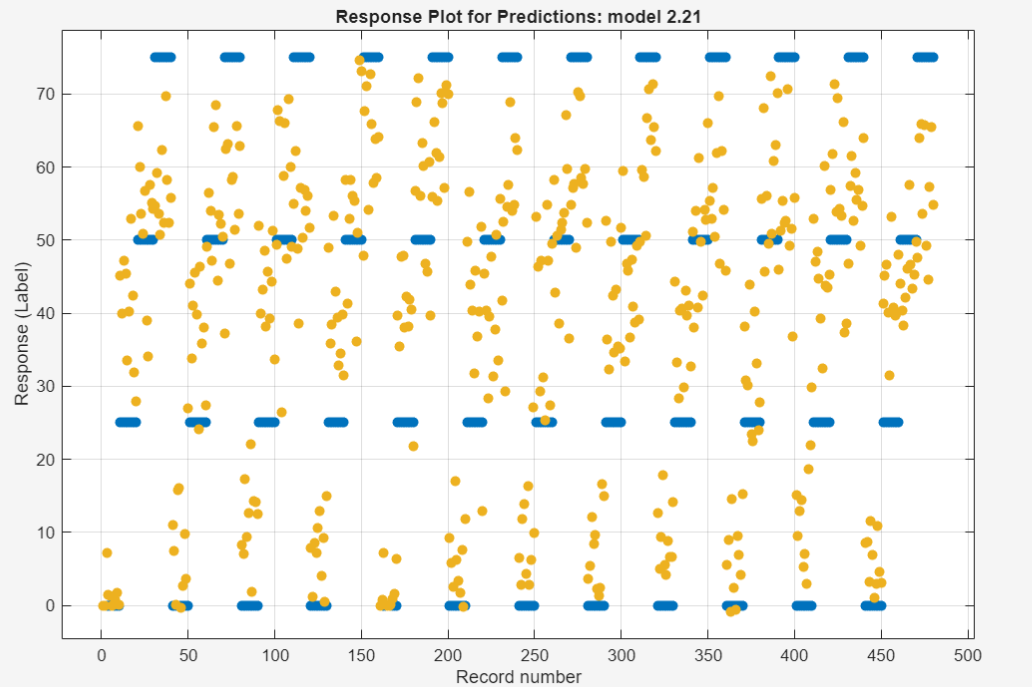 Response Plot for Predictions: model 2.21
Response (Label)
70
60
50
40
30
20
10
0
0 50 100 150 200 250 300 350 400 450 500
Record number